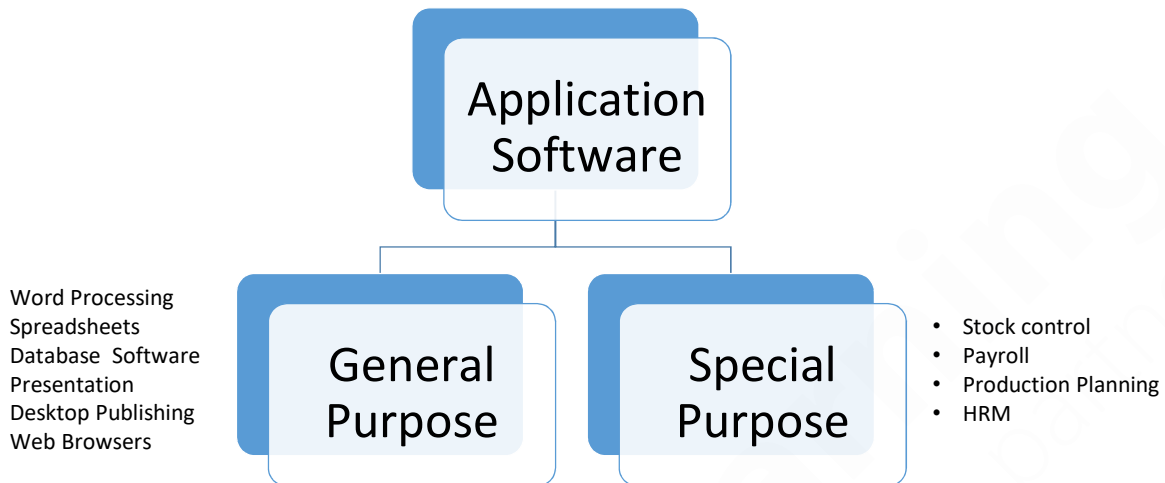 Application
Software
Word Processing
Spreadsheets
Database Software
Presentation
Desktop Publishing
Web Browsers
General
Purpose
Special
Purpose
• Stock control
• Payroll
• Production Planning
• HRM